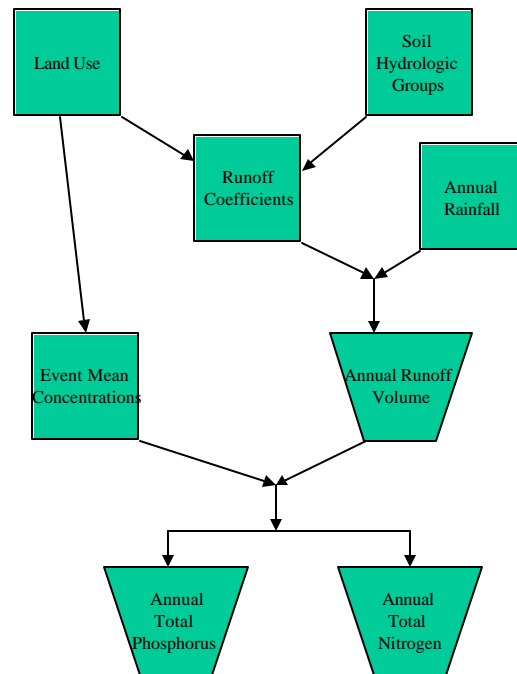 Land Use
Soil
Hydrologic
Groups
Runoff
Coefficients
Annual
Rainfall
Event Mean
Concentrations
Annual Runoff
Volume
Annual
Total
Phosphorus
Annual
Total
Nitrogen